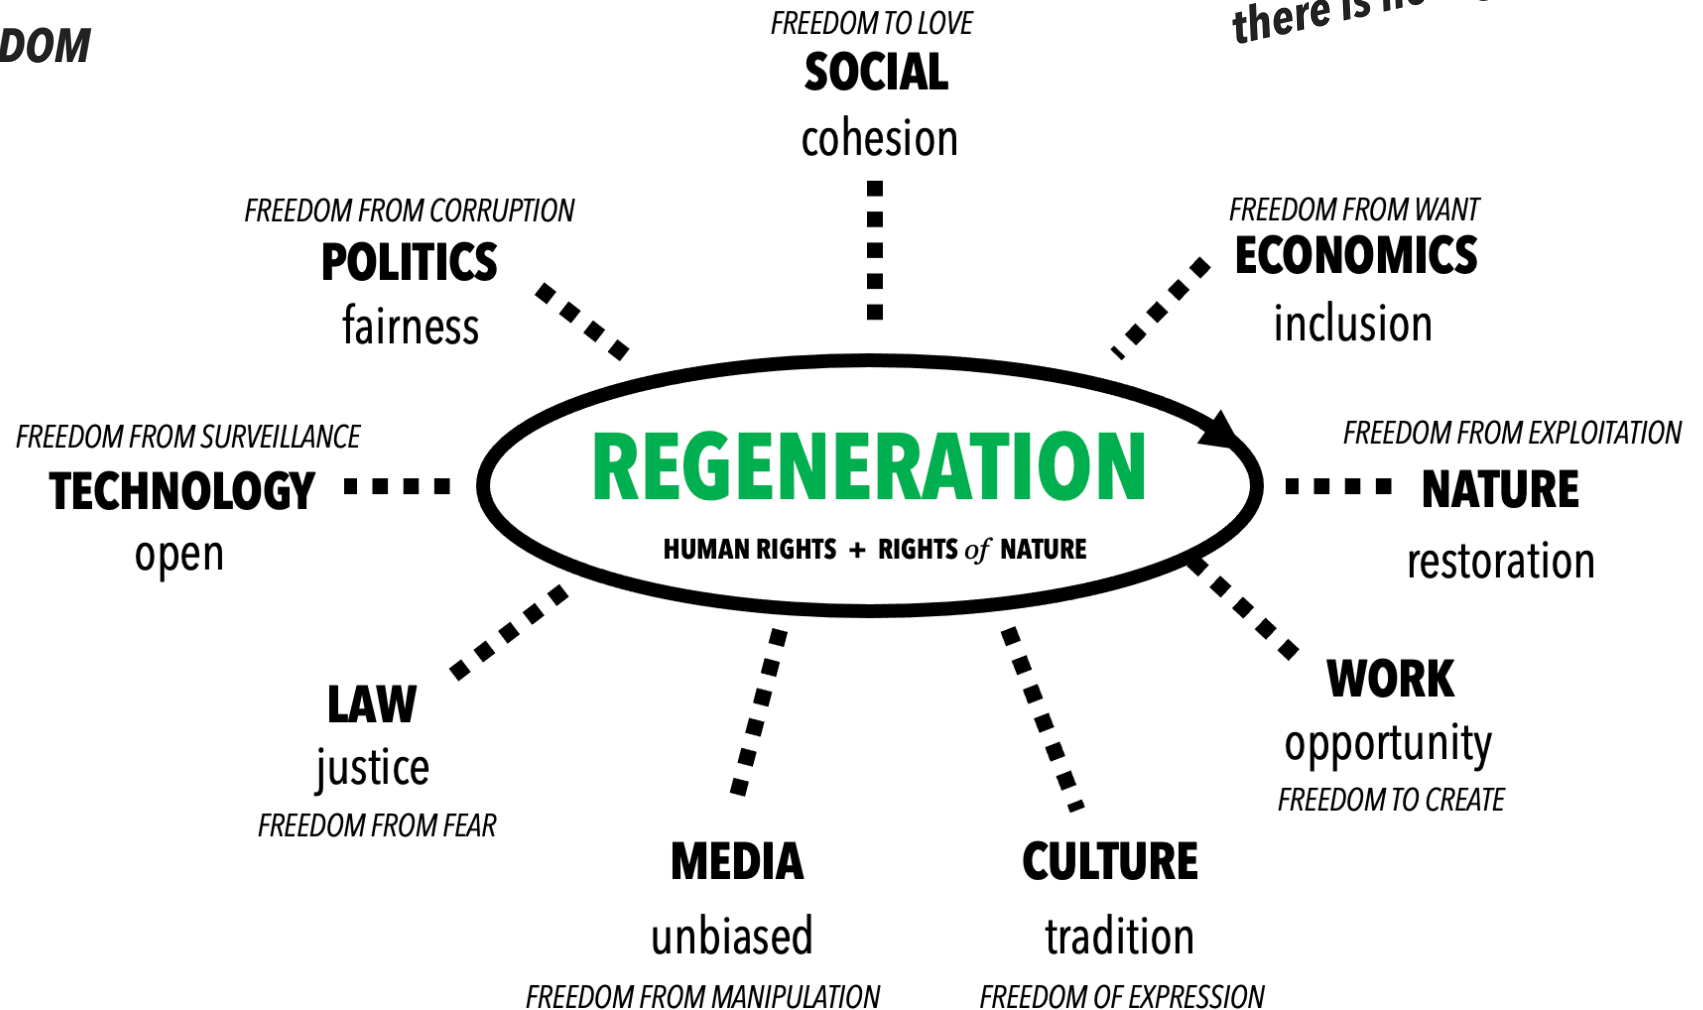 DOM
there is
FREEDOM TO LOVE
SOCIAL
cohesion
FREEDOM FROM CORRUPTION
POLITICS
fairness
FREEDOM FROM WANT
ECONOMICS
inclusion
FREEDOM FROM SURVEILLANCE
TECHNOLOGY
open
REGENERATION
HUMAN RIGHTS + RIGHTS of NATURE
FREEDOM FROM EXPLOITATION
NATURE
restoration
LAW
justice
FREEDOM FROM FEAR
WORK
opportunity
FREEDOM TO CREATE
MEDIA
unbiased
FREEDOM FROM MANIPULATION
CULTURE
tradition
FREEDOM OF EXPRESSION